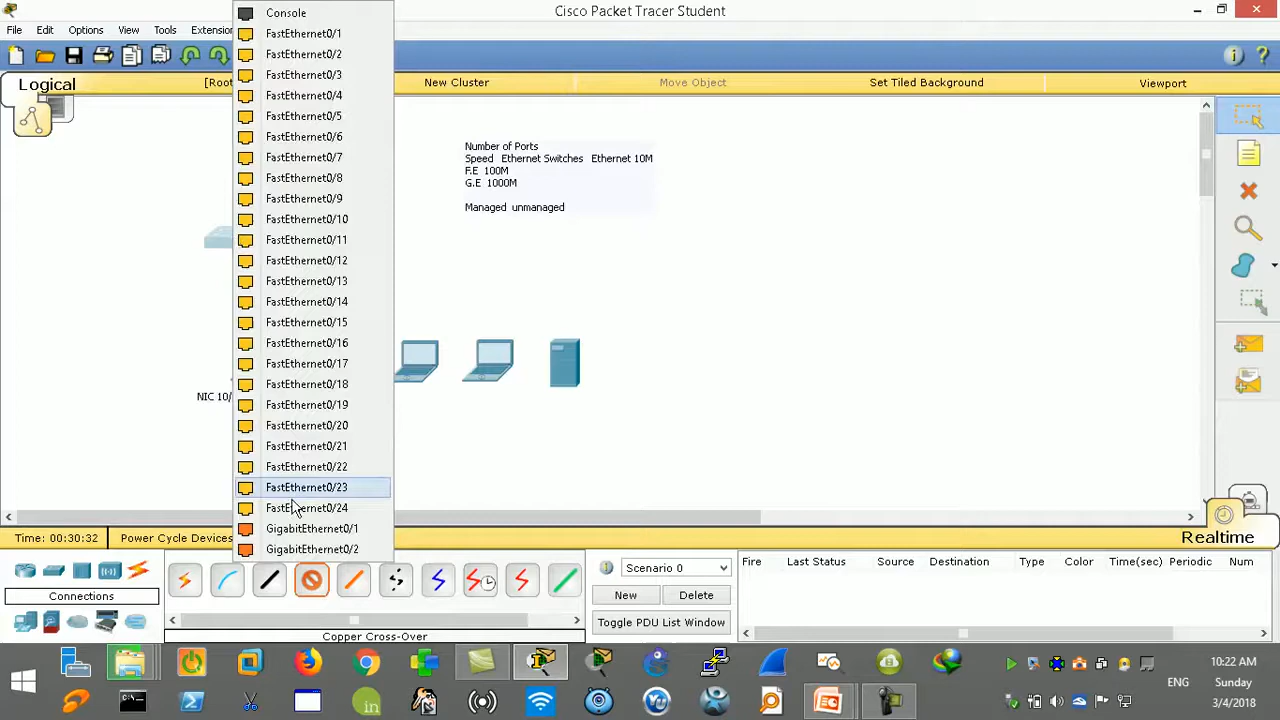 Cisco Packet Tracer Student
File Edit Options View Tools Extension
Logical
[Root
New Cluster
Move Object
Set Tiled Background
Viewport
Console
FastEthernet0/1
FastEthernet0/2
FastEthernet0/3
FastEthernet0/4
FastEthernet0/5
FastEthernet0/6
FastEthernet0/7
FastEthernet0/8
FastEthernet0/9
FastEthernet0/10
FastEthernet0/11
FastEthernet0/12
FastEthernet0/13
FastEthernet0/14
FastEthernet0/15
FastEthernet0/16
FastEthernet0/17
FastEthernet0/18
FastEthernet0/19
FastEthernet0/20
FastEthernet0/21
FastEthernet0/22
FastEthernet0/23
FastEthernet0/24
GigabitEthernet0/1
GigabitEthernet0/2
Number of Ports
Speed Ethernet Switches Ethernet 10M
F.E 100M
G.E 1000M
Managed unmanaged
NIC 10/
Time: 00:30:32
Power Cycle Devices
Realtime
Connections
Copper Cross-Over
Scenario 0
New
Delete
Toggle PDU List Window
Fire Last Status Source Destination Type Color Time(sec) Periodic Num
10:22 AM
ENG
Sunday
3/4/2018